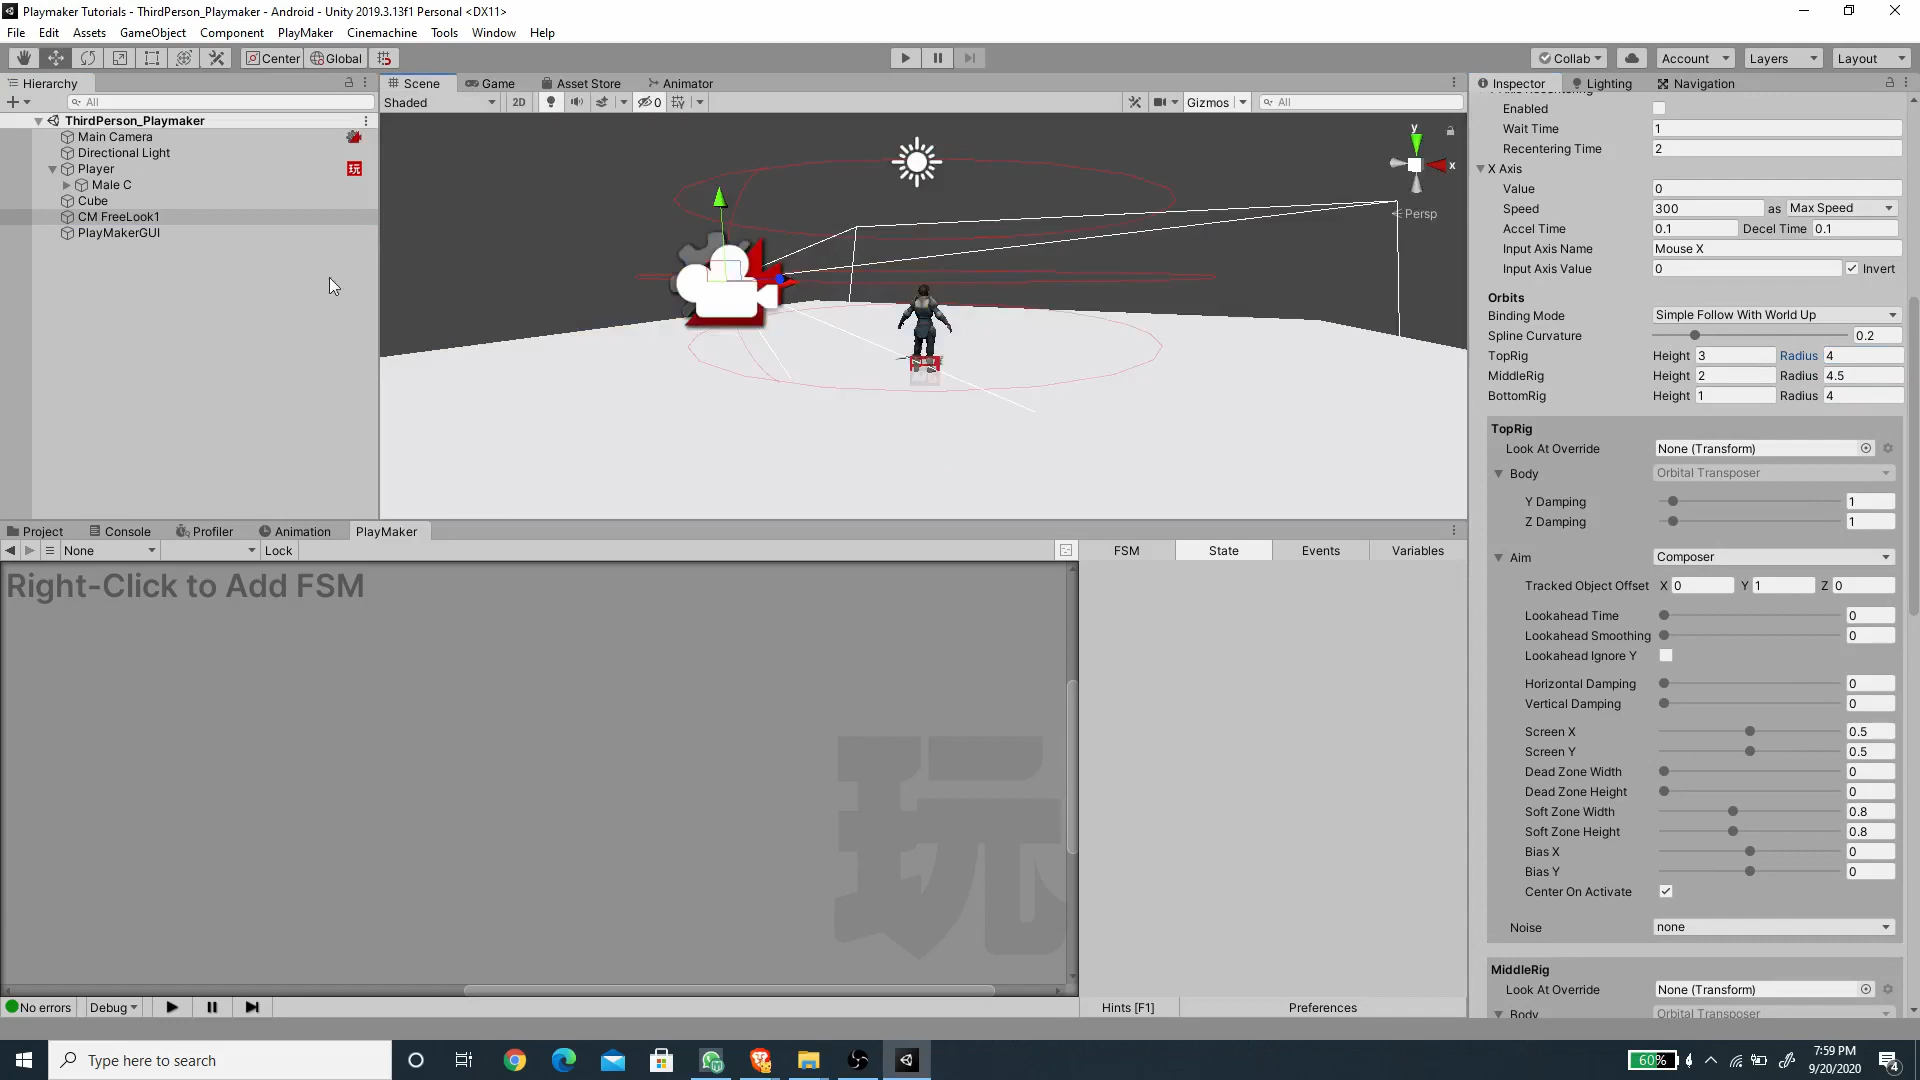 Playmaker Tutorials - ThirdPerson_Playmaker - Android - Unity 2019.3.13f1 Personal <DX11>
File Edit Assets GameObject Component PlayMaker Cinemachine Tools Window Help
Center Global Collab Account Layers Layout
Hierarchy
All
ThirdPerson_Playmaker
Main Camera
Directional Light
Player 玩
Male C
Cube
CM FreeLook1
PlayMakerGUI
Scene Game Asset Store Animator
Shaded 2D 0 Gizmos All
y
x
Persp
Project Console Profiler Animation PlayMaker
None Lock
FSM State Events Variables
Right-Click to Add FSM
玩
No errors Debug
Hints [F1] Preferences
Inspector Lighting Navigation
Enabled
Wait Time 1
Recentering Time 2
X Axis
Value 0
Speed 300 as Max Speed
Accel Time 0.1 Decel Time 0.1
Input Axis Name Mouse X
Input Axis Value 0 Invert
Orbits
Binding Mode Simple Follow With World Up
Spline Curvature 0.2
TopRig Height 3 Radius 4
MiddleRig Height 2 Radius 4.5
BottomRig Height 1 Radius 4
TopRig
Look At Override None (Transform)
Body Orbital Transposer
Y Damping 1
Z Damping 1
Aim Composer
Tracked Object Offset X 0 Y 1 Z 0
Lookahead Time 0
Lookahead Smoothing 0
Lookahead Ignore Y
Horizontal Damping 0
Vertical Damping 0
Screen X 0.5
Screen Y 0.5
Dead Zone Width 0
Dead Zone Height 0
Soft Zone Width 0.8
Soft Zone Height 0.8
Bias X 0
Bias Y 0
Center On Activate
Noise none
MiddleRig
Look At Override None (Transform)
Body Orbital Transposer
Type here to search
60%
7:59 PM
9/20/2020
4